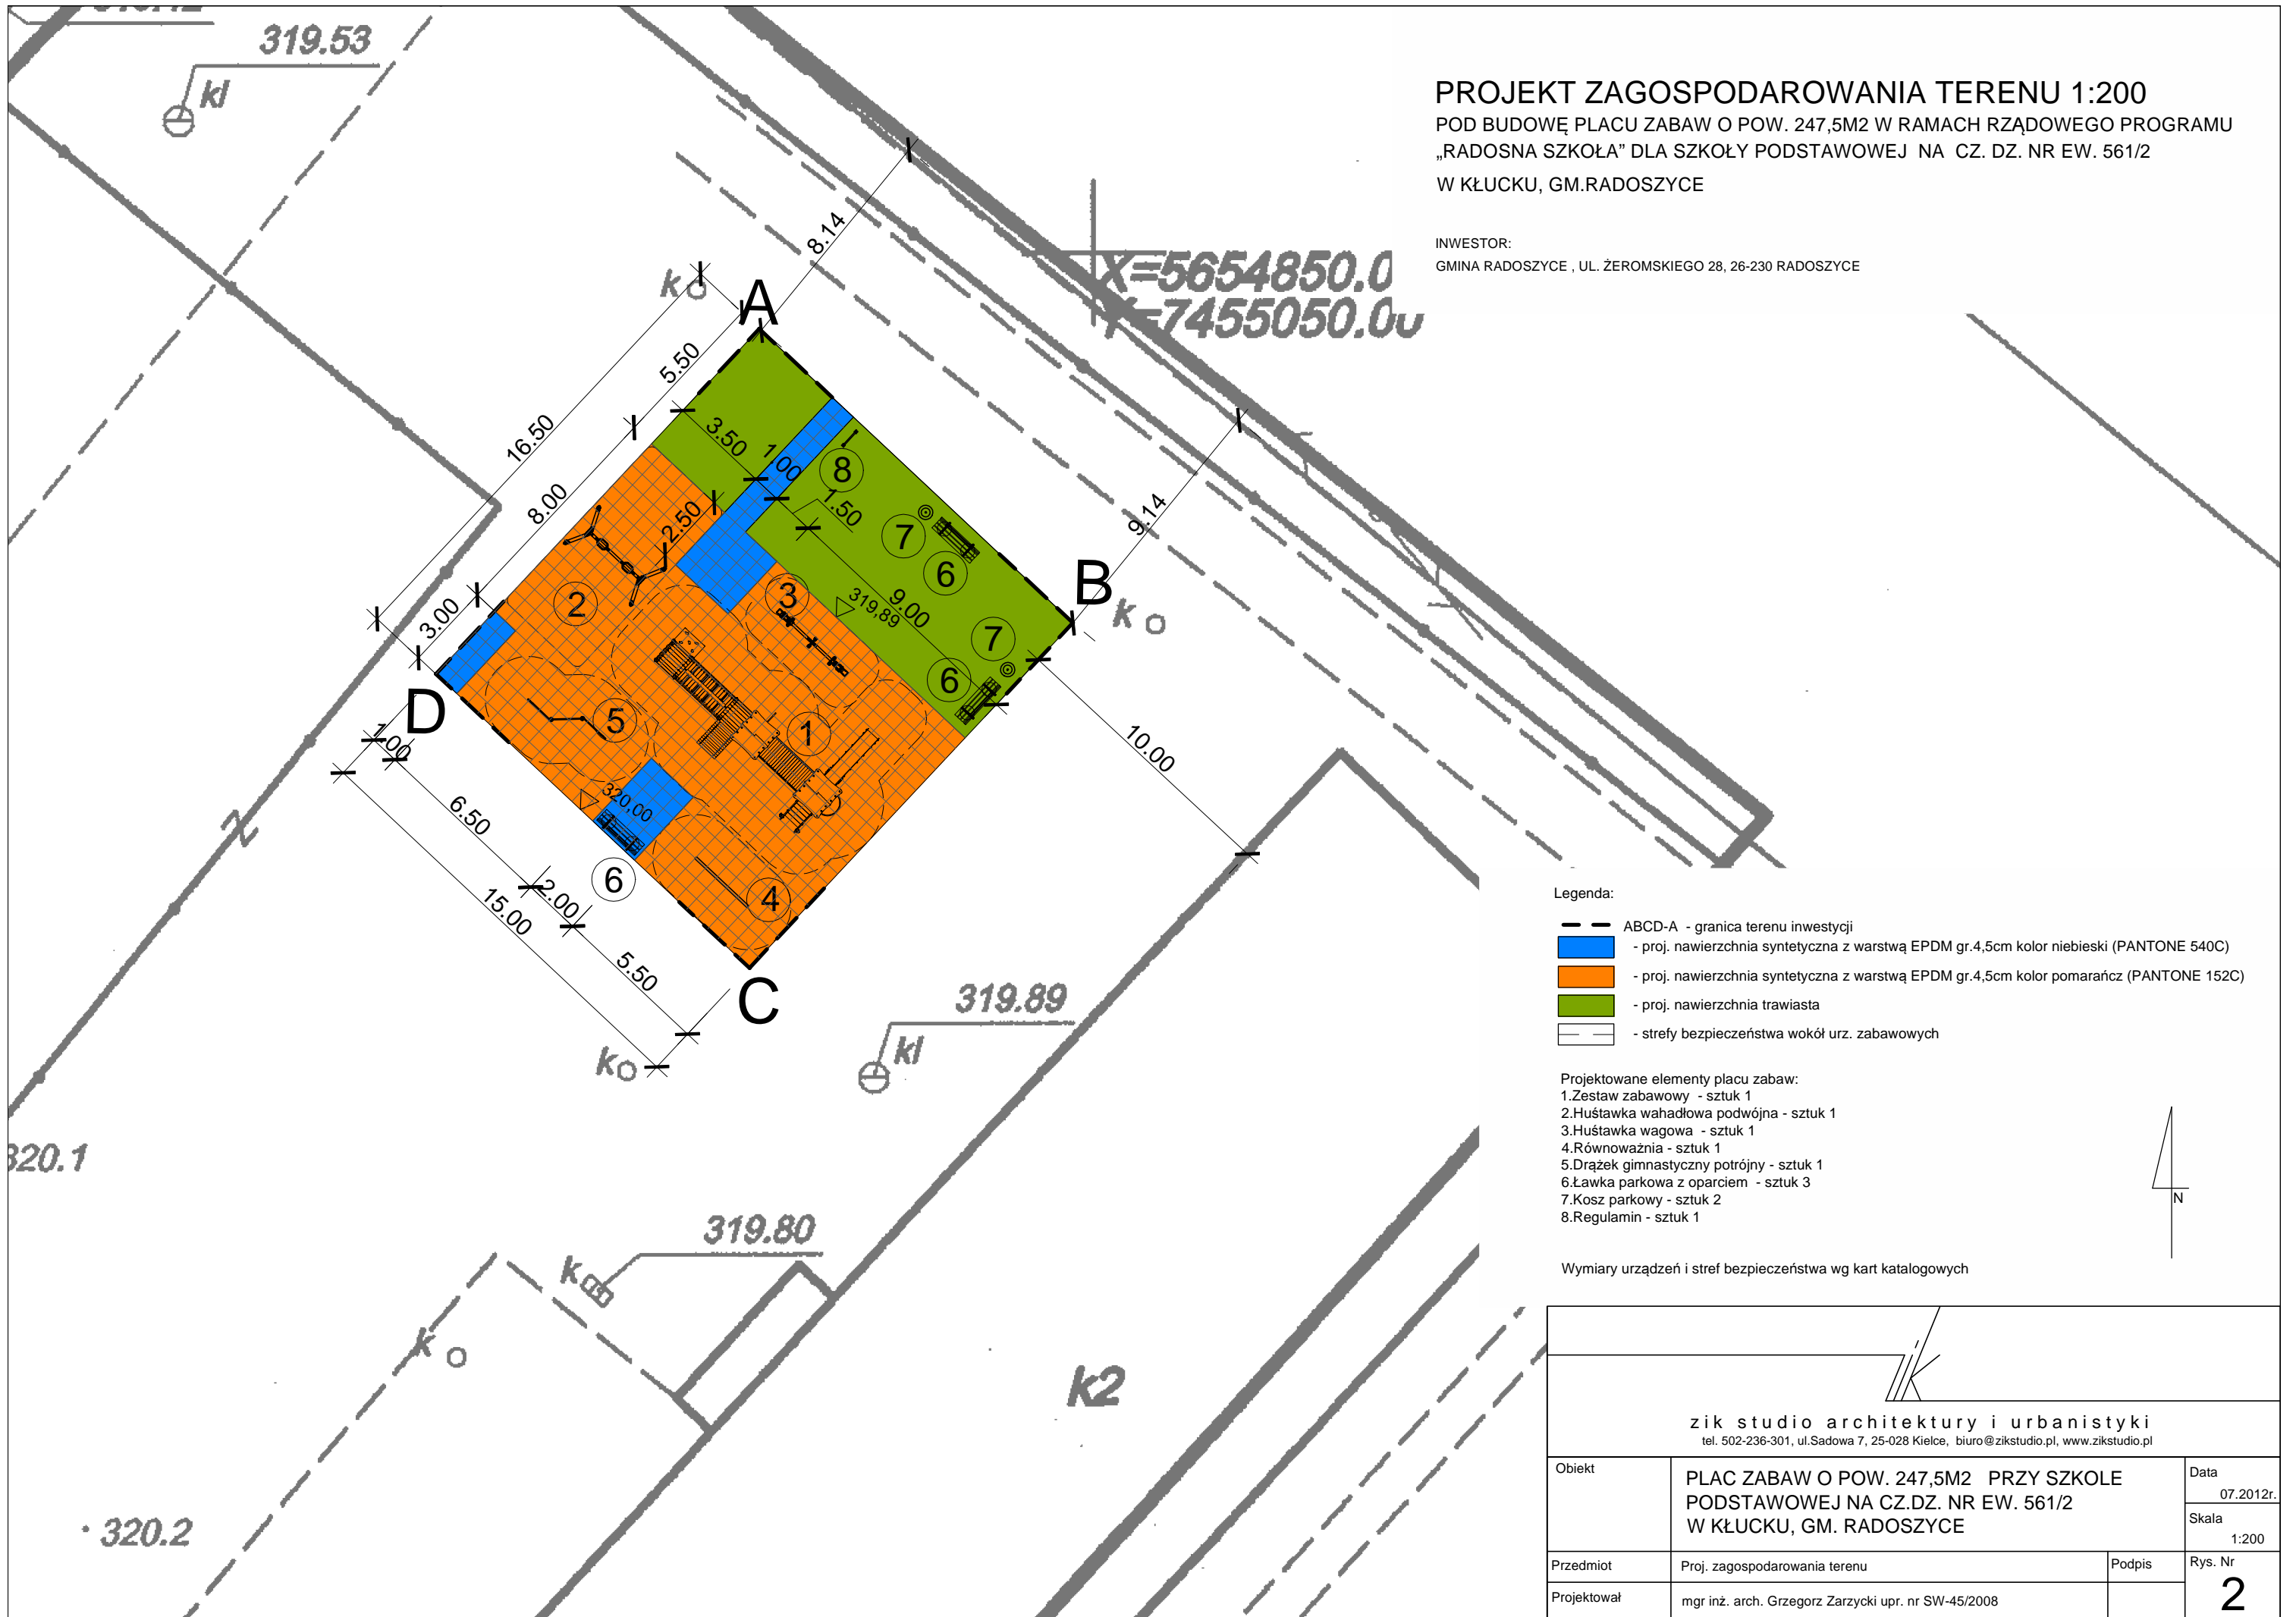 319.53
kl
PROJEKT ZAGOSPODAROWANIA TERENU 1:200
POD BUDOWĘ PLACU ZABAW O POW. 247,5M2 W RAMACH RZĄDOWEGO PROGRAMU
„RADOSNA SZKOŁA” DLA SZKOŁY PODSTAWOWEJ NA CZ. DZ. NR EW. 561/2
W KŁUCKU, GM.RADOSZYCE
INWESTOR:
GMINA RADOSZYCE , UL. ŻEROMSKIEGO 28, 26-230 RADOSZYCE
8.14
X=5654850.0
Y=7455050.00
k
A
5.50
16.50
3.50
1.00
8
8.00
2.50
1.50
7
6
9.14
B
k
2
3
319,89
9.00
7
3.00
6
D
5
1
1.00
10.00
320,00
6.50
2.00
6
4
15.00
5.50
C
k
319.89
kl
Legenda:
ABCD-A - granica terenu inwestycji
- proj. nawierzchnia syntetyczna z warstwą EPDM gr.4,5cm kolor niebieski (PANTONE 540C)
- proj. nawierzchnia syntetyczna z warstwą EPDM gr.4,5cm kolor pomarańcz (PANTONE 152C)
- proj. nawierzchnia trawiasta
- strefy bezpieczeństwa wokół urz. zabawowych
Projektowane elementy placu zabaw:
1.Zestaw zabawowy - sztuk 1
2.Huśtawka wahadłowa podwójna - sztuk 1
3.Huśtawka wagowa - sztuk 1
4.Równoważnia - sztuk 1
5.Drążek gimnastyczny potrójny - sztuk 1
6.Ławka parkowa z oparciem - sztuk 3
7.Kosz parkowy - sztuk 2
8.Regulamin - sztuk 1
N
Wymiary urządzeń i stref bezpieczeństwa wg kart katalogowych
320.1
319.80
k
k
k2
320.2
zik studio architektury i urbanistyki
tel. 502-236-301, ul.Sadowa 7, 25-028 Kielce, biuro@zikstudio.pl, www.zikstudio.pl
Obiekt
PLAC ZABAW O POW. 247,5M2 PRZY SZKOLE
PODSTAWOWEJ NA CZ.DZ. NR EW. 561/2
W KŁUCKU, GM. RADOSZYCE
Data
07.2012r.
Skala
1:200
Przedmiot
Proj. zagospodarowania terenu
Podpis
Rys. Nr
2
Projektował
mgr inż. arch. Grzegorz Zarzycki upr. nr SW-45/2008